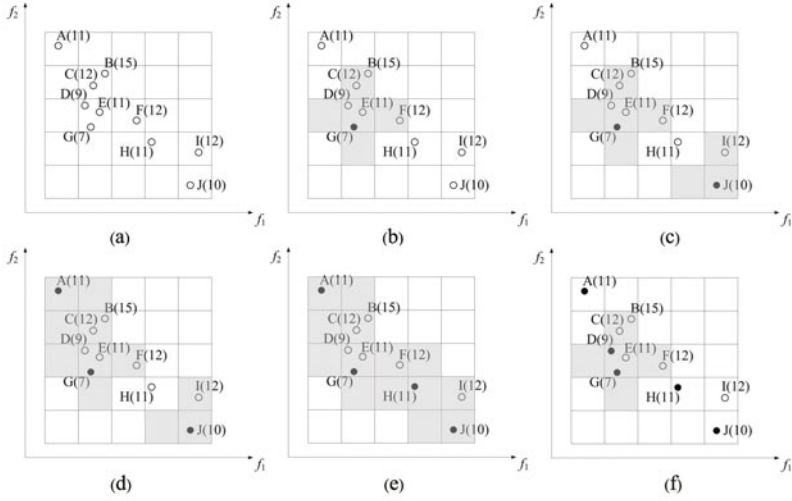 f2
A(11)
B(15)
C(12)
D(9)
E(11)
F(12)
G(7)
H(11)
I(12)
J(10)
f1
(a)
A(11)
B(15)
C(12)
D(9)
E(11)
F(12)
G(7)
H(11)
I(12)
J(10)
f1
(b)
f2
A(11)
B(15)
C(12)
D(9)
E(11)
F(12)
G(7)
H(11)
I(12)
J(10)
f1
(c)
f2
A(11)
B(15)
C(12)
D(9)
E(11)
F(12)
G(7)
H(11)
I(12)
J(10)
f1
(d)
A(11)
B(15)
C(12)
D(9)
E(11)
F(12)
G(7)
H(11)
I(12)
J(10)
f1
(e)
f2
A(11)
B(15)
C(12)
D(9)
E(11)
F(12)
G(7)
H(11)
I(12)
J(10)
f1
(f)